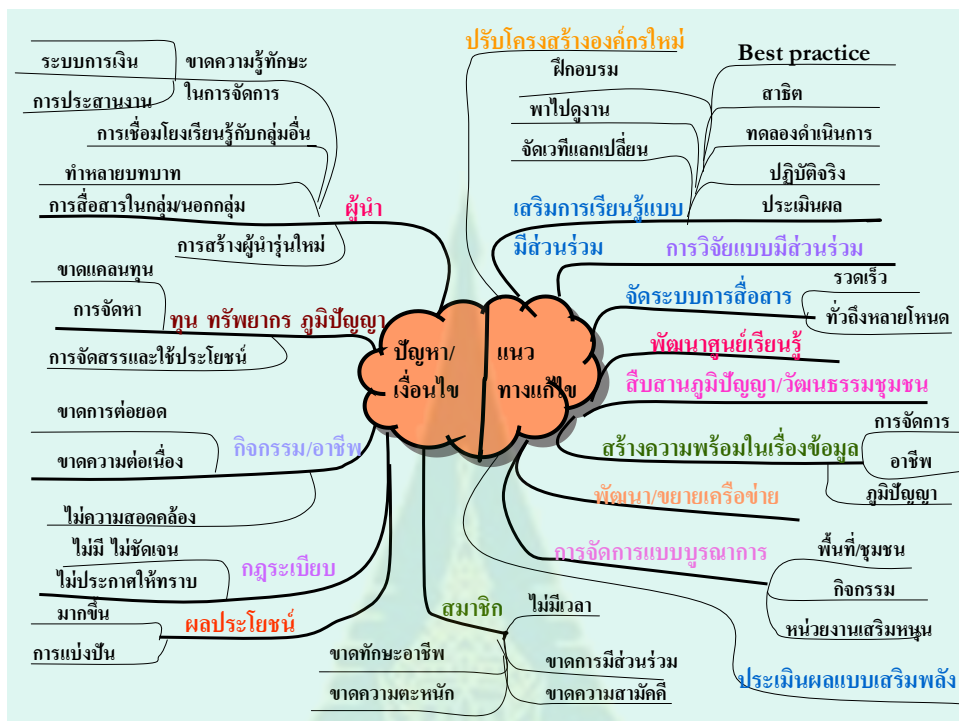 ระบบการเงิน
การประสานงาน
ขาดความรู้ทักษะ
ในการจัดการ
การเชื่อมโยงเรียนรู้กับกลุ่มอื่น
ทำหลายบทบาท
การสื่อสารในกลุ่ม/นอกกลุ่ม
ผู้นำ
การสร้างผู้นำรุ่นใหม่
ขาดแคลนทุน
การจัดหา
ทุน ทรัพยากร ภูมิปัญญา
การจัดสรรและใช้ประโยชน์
ขาดการต่อยอด
กิจกรรม/อาชีพ
ขาดความต่อเนื่อง
ไม่ความสอดคล้อง
ไม่มี ไม่ชัดเจน
กฎระเบียบ
ไม่ประกาศให้ทราบ
มากขึ้น
ผลประโยชน์
การแบ่งปัน
สมาชิก
ไม่มีเวลา
ขาดทักษะอาชีพ
ขาดการมีส่วนร่วม
ขาดความตะหนัก
ขาดความสามัคคี
ปัญหา/
เงื่อนไข
แนว
ทางแก้ไข
ปรับโครงสร้างองค์กรใหม่
ฝึกอบรม
พาไปดูงาน
จัดเวทีแลกเปลี่ยน
Best practice
สาธิต
ทดลองดำเนินการ
ปฏิบัติจริง
ประเมินผล
เสริมการเรียนรู้แบบ
มีส่วนร่วม
การวิจัยแบบมีส่วนร่วม
จัดระบบการสื่อสาร
รวดเร็ว
ทั่วถึงหลายโหนด
พัฒนาศูนย์เรียนรู้
สืบสานภูมิปัญญา/วัฒนธรรมชุมชน
สร้างความพร้อมในเรื่องข้อมูล
การจัดการ
อาชีพ
ภูมิปัญญา
พัฒนา/ขยายเครือข่าย
การจัดการแบบบูรณาการ
พื้นที่/ชุมชน
กิจกรรม
หน่วยงานเสริมหนุน
ประเมินผลแบบเสริมพลัง